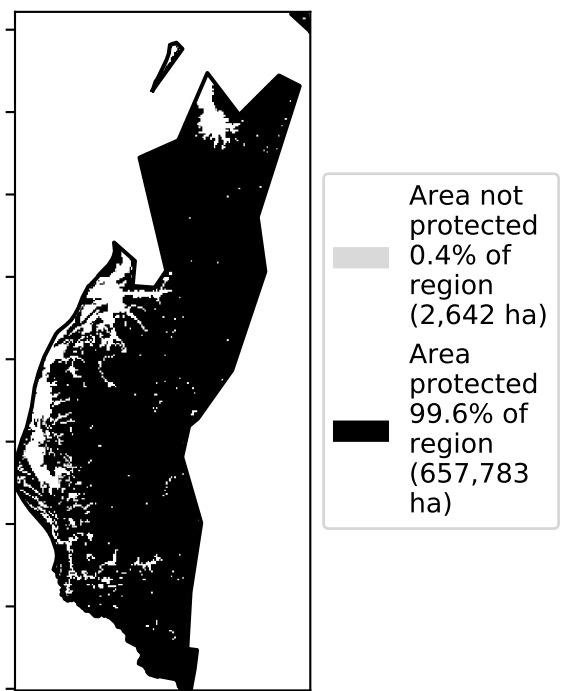 Area not
protected
0.4% of
region
(2,642 ha)
Area
protected
99.6% of
region
(657,783
ha)